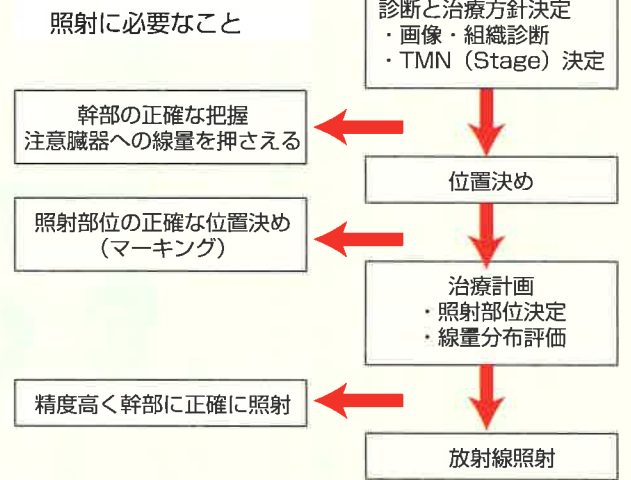 照射に必要なこと
診断と治療方針決定
・画像・組織診断
・TMN（Stage）決定
幹部の正確な把握
注意臓器への線量を押さえる
位置決め
照射部位の正確な位置決め
（マーキング）
治療計画
・照射部位決定
・線量分布評価
精度高く幹部に正確に照射
放射線照射